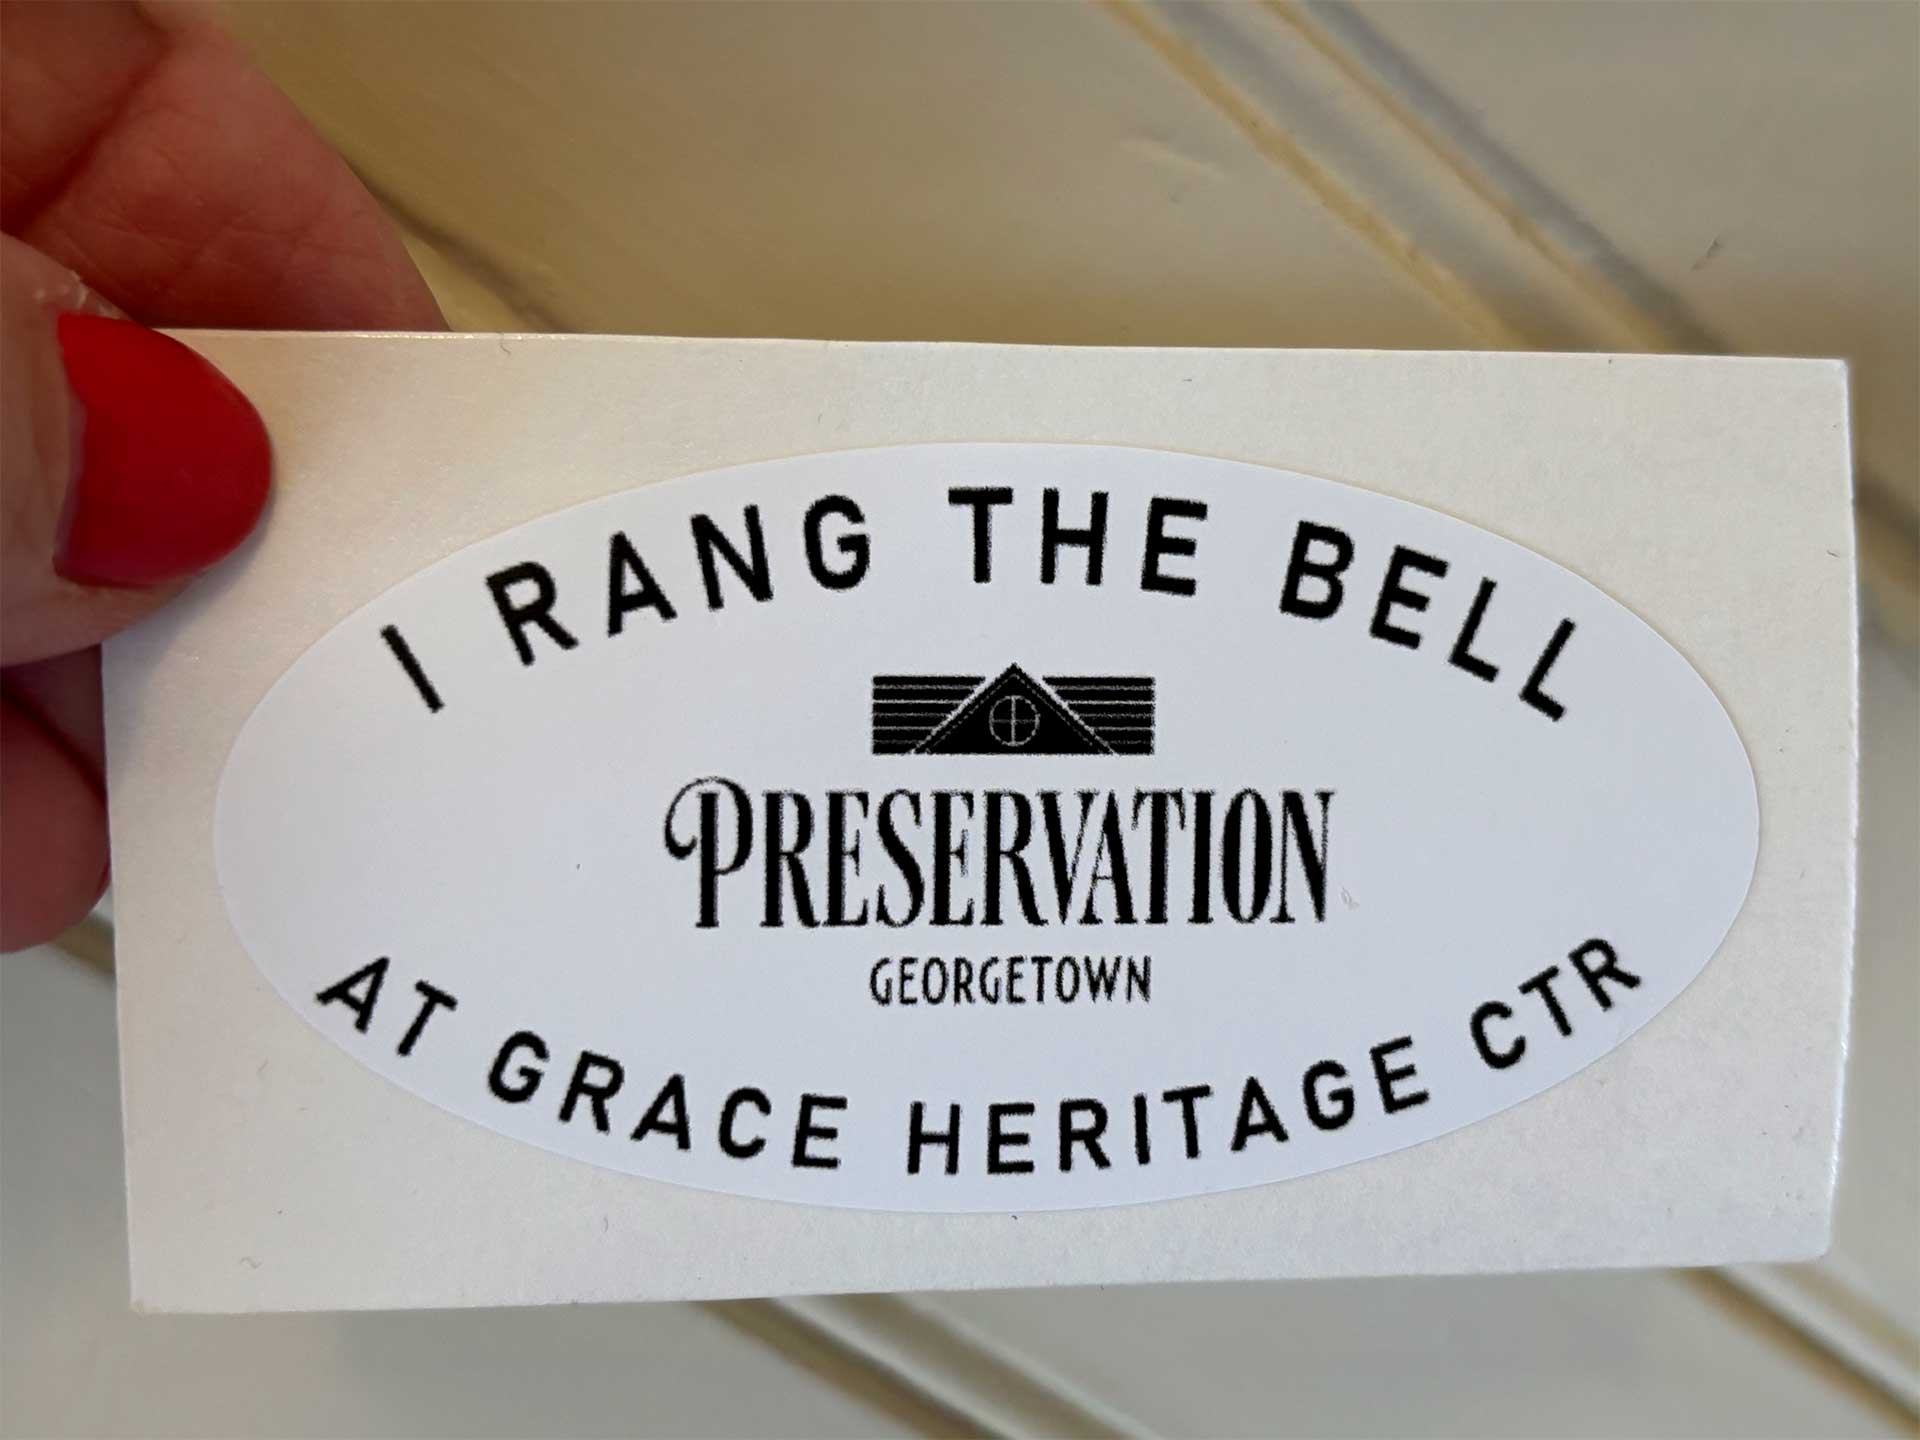 I RANG THE BELL
PRESERVATION
GEORGETOWN
AT GRACE HERITAGE CTR